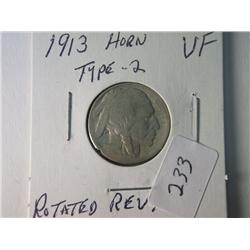 1913 HORN VF
TYPE-2
233
ROTATED REV.